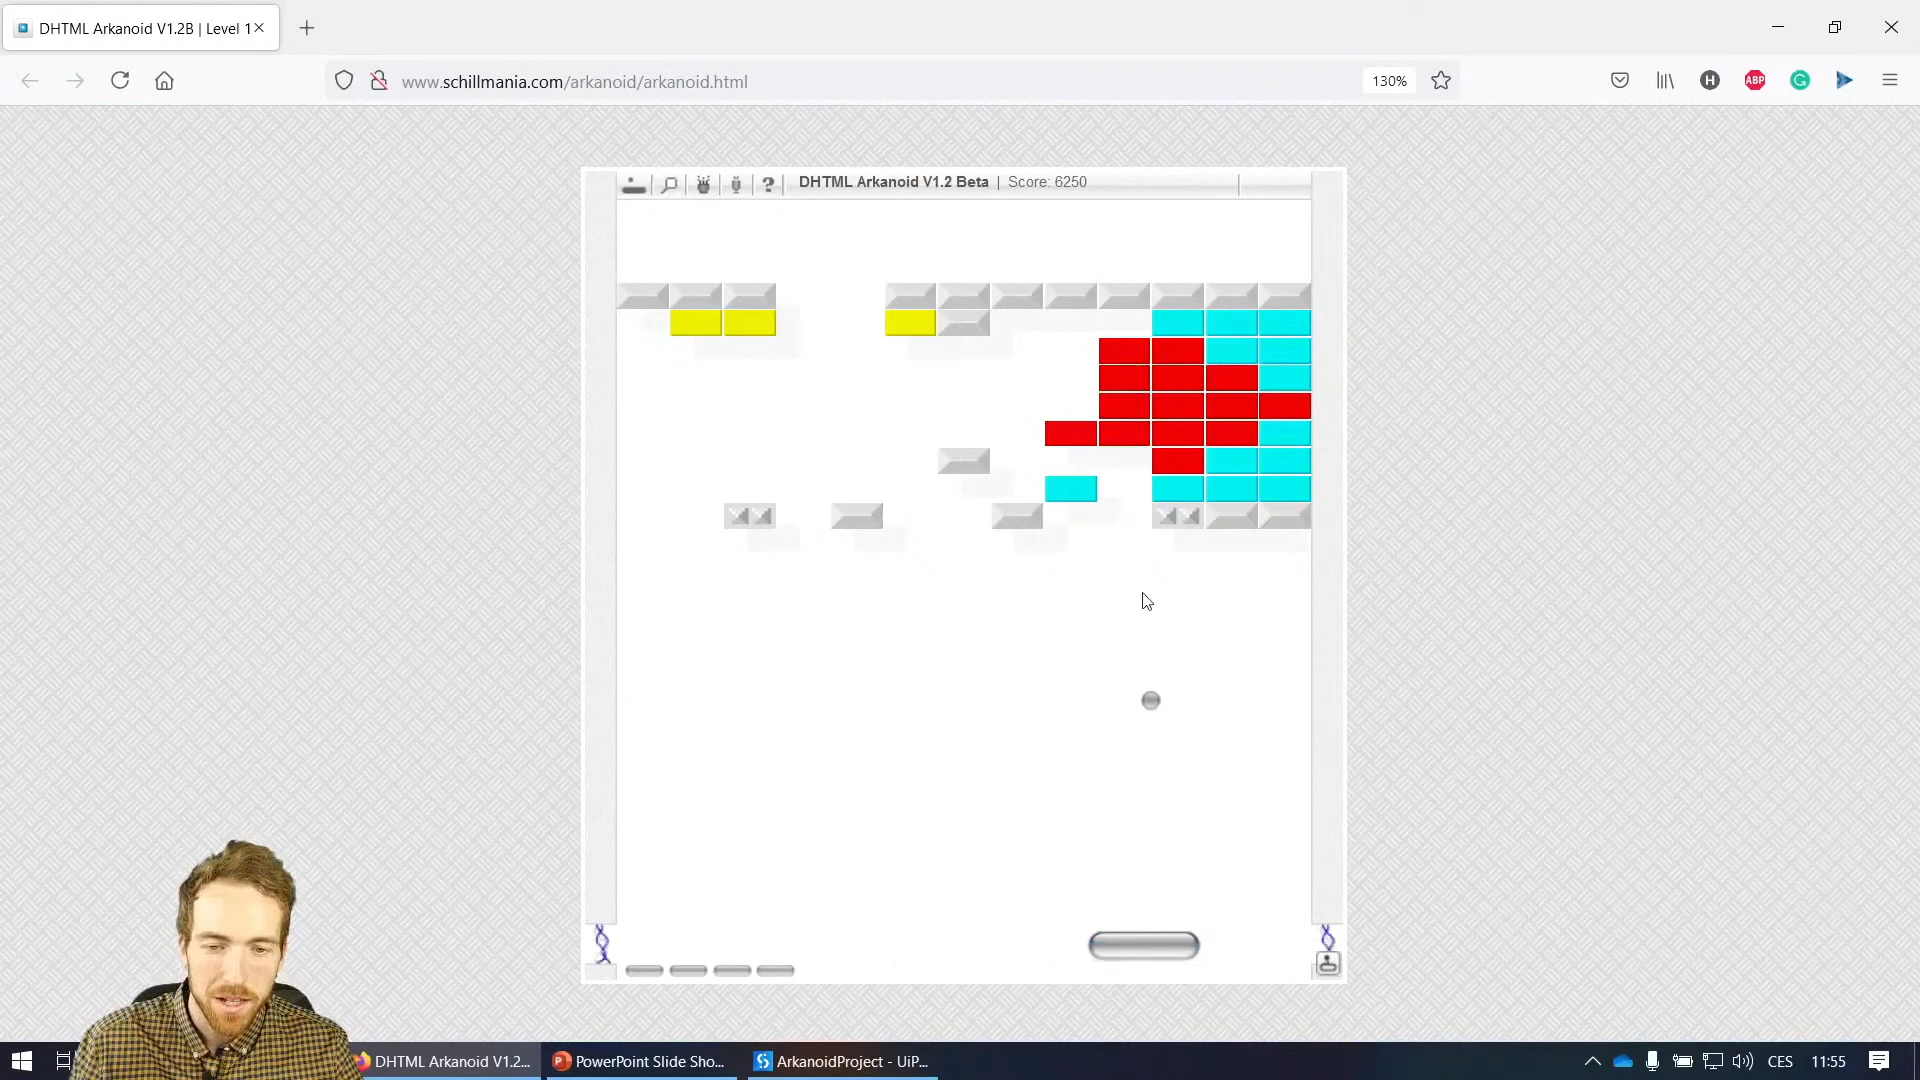 DHTML Arkanoid V1.2B | Level 1
www.schillmania.com/arkanoid/arkanoid.html
130%
H
ABP
G
? DHTML Arkanoid V1.2 Beta | Score: 6250
DHTML Arkanoid V1.2...
PowerPoint Slide Sho...
ArkanoidProject - UiP...
CES
11:55